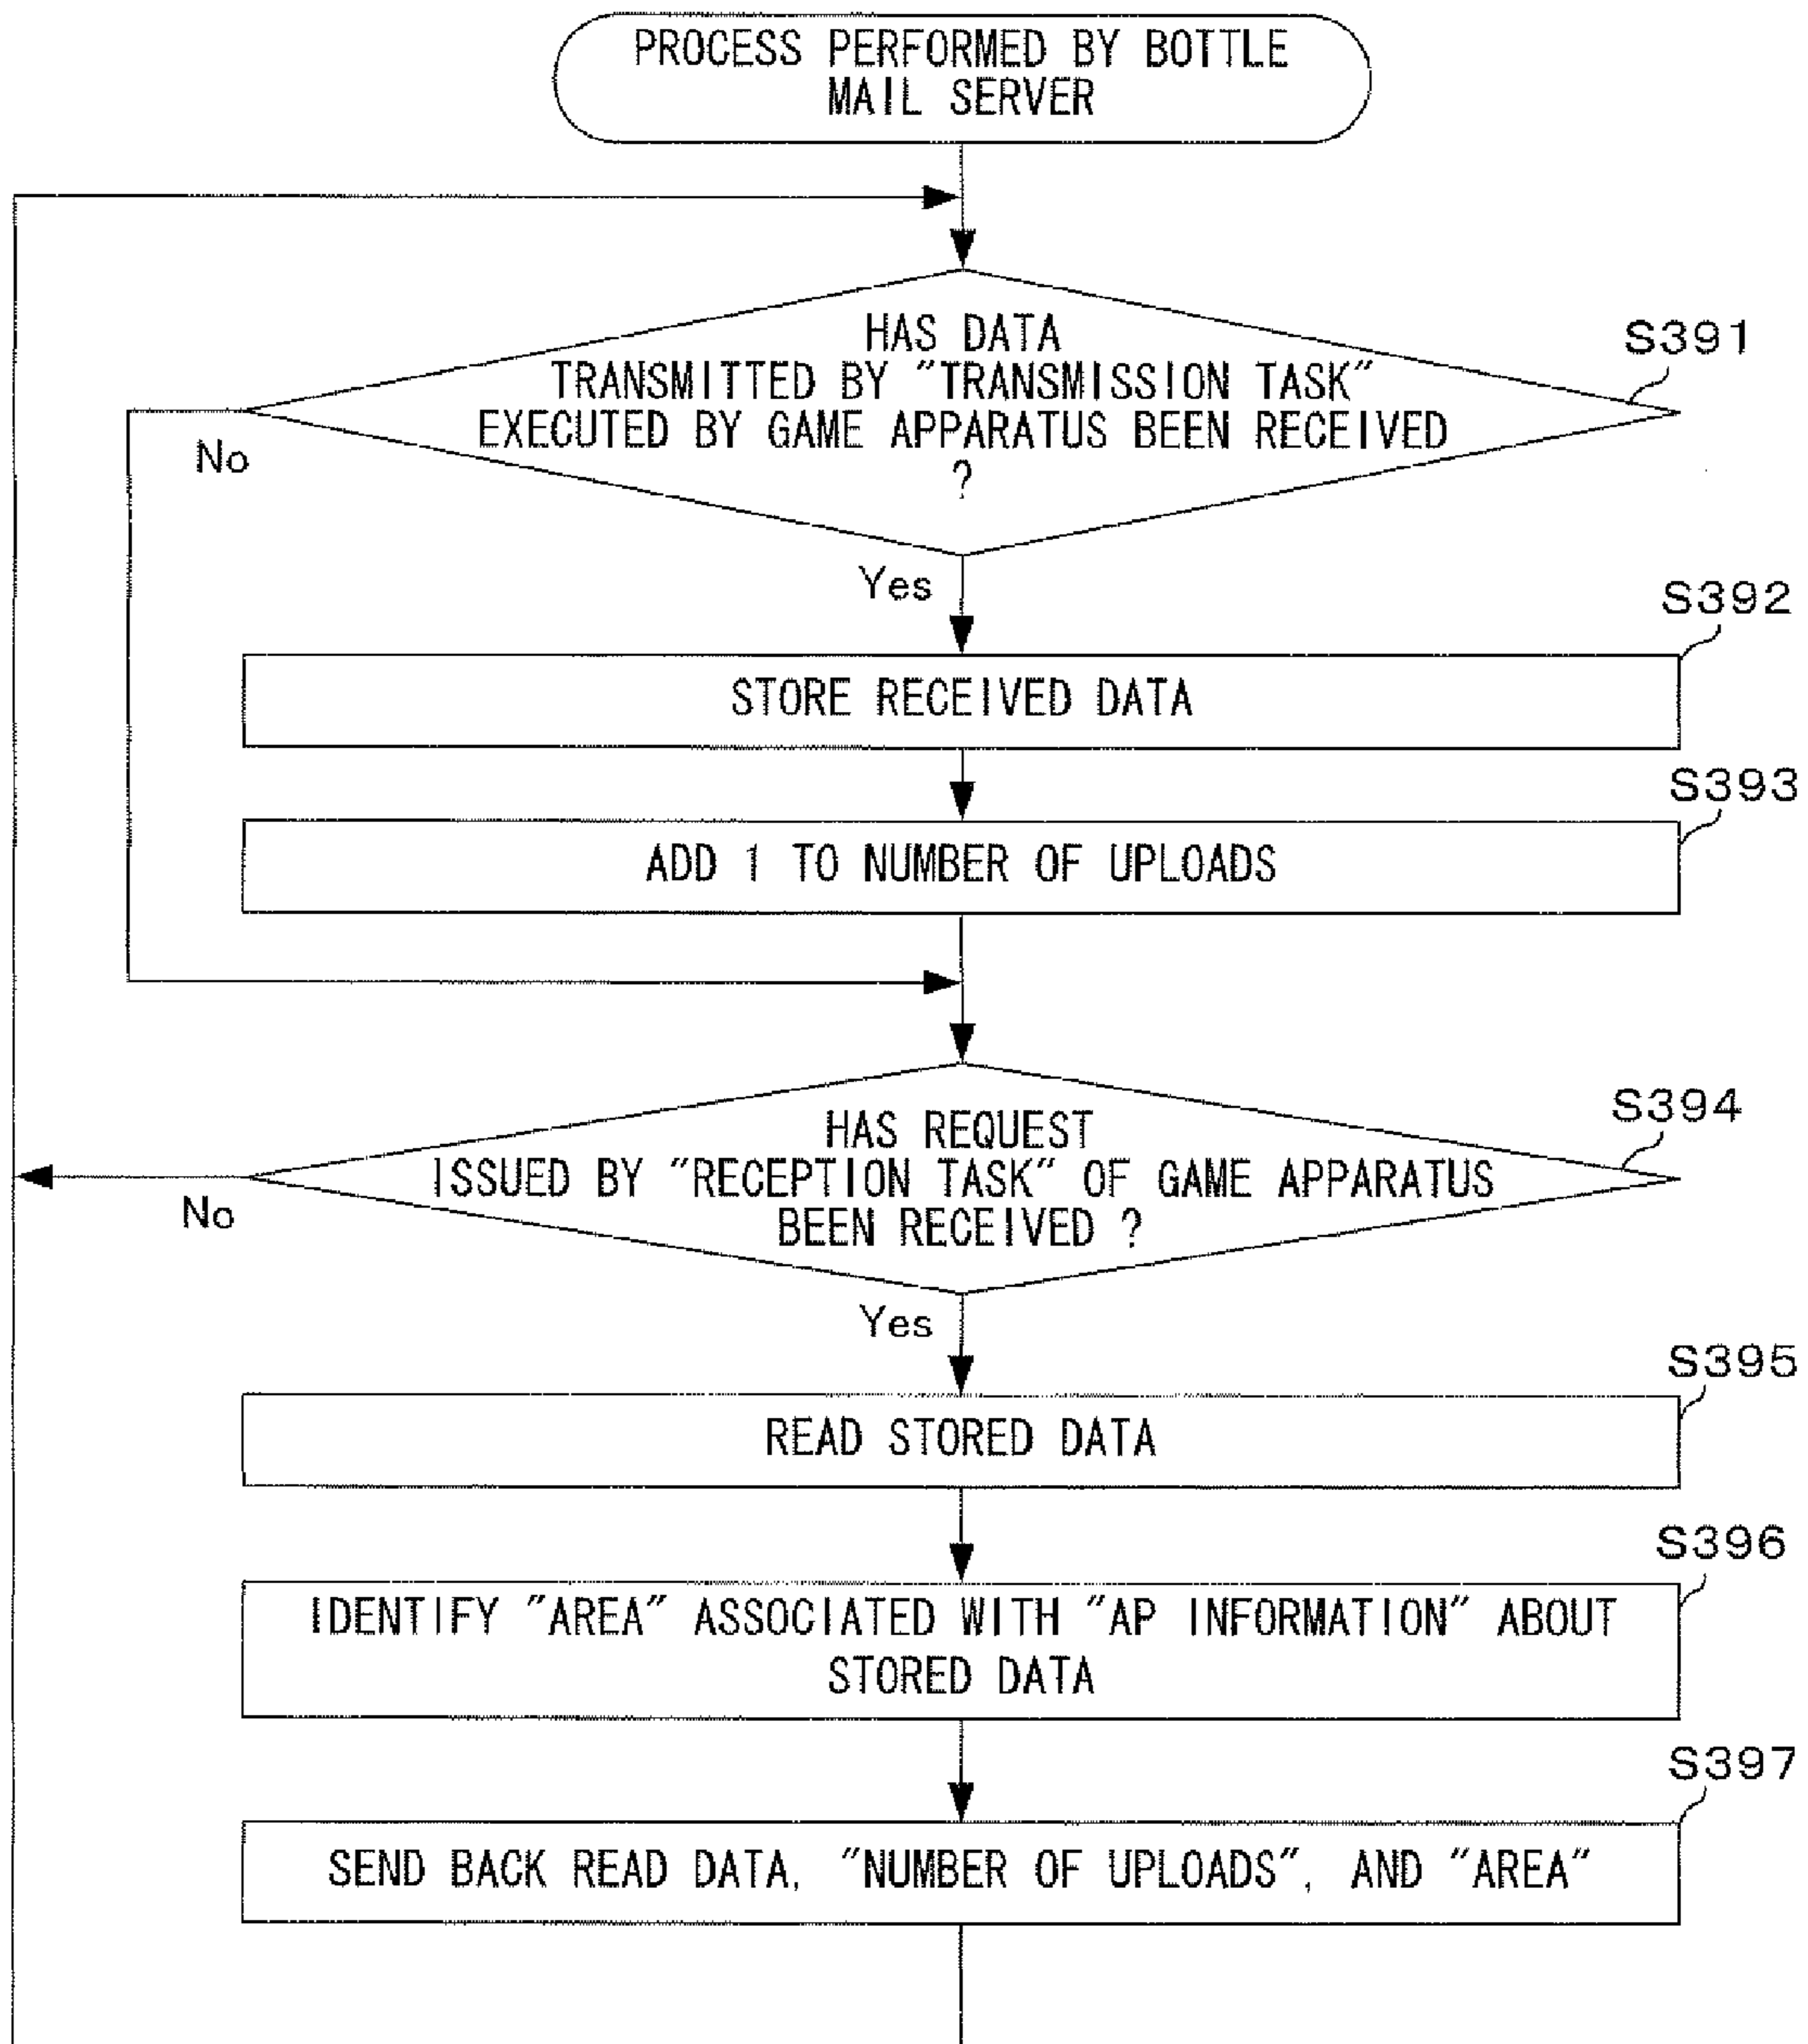 PROCESS PERFORMED BY BOTTLE
MAIL SERVER
HAS DATA
TRANSMITTED BY "TRANSMISSION TASK"
EXECUTED BY GAME APPARATUS BEEN RECEIVED
?
S391
No
Yes
S392
STORE RECEIVED DATA
S393
ADD 1 TO NUMBER OF UPLOADS
HAS REQUEST
ISSUED BY "RECEPTION TASK" OF GAME APPARATUS
BEEN RECEIVED ?
S394
No
Yes
S395
READ STORED DATA
S396
IDENTIFY "AREA" ASSOCIATED WITH "AP INFORMATION" ABOUT
STORED DATA
S397
SEND BACK READ DATA, "NUMBER OF UPLOADS", AND "AREA"